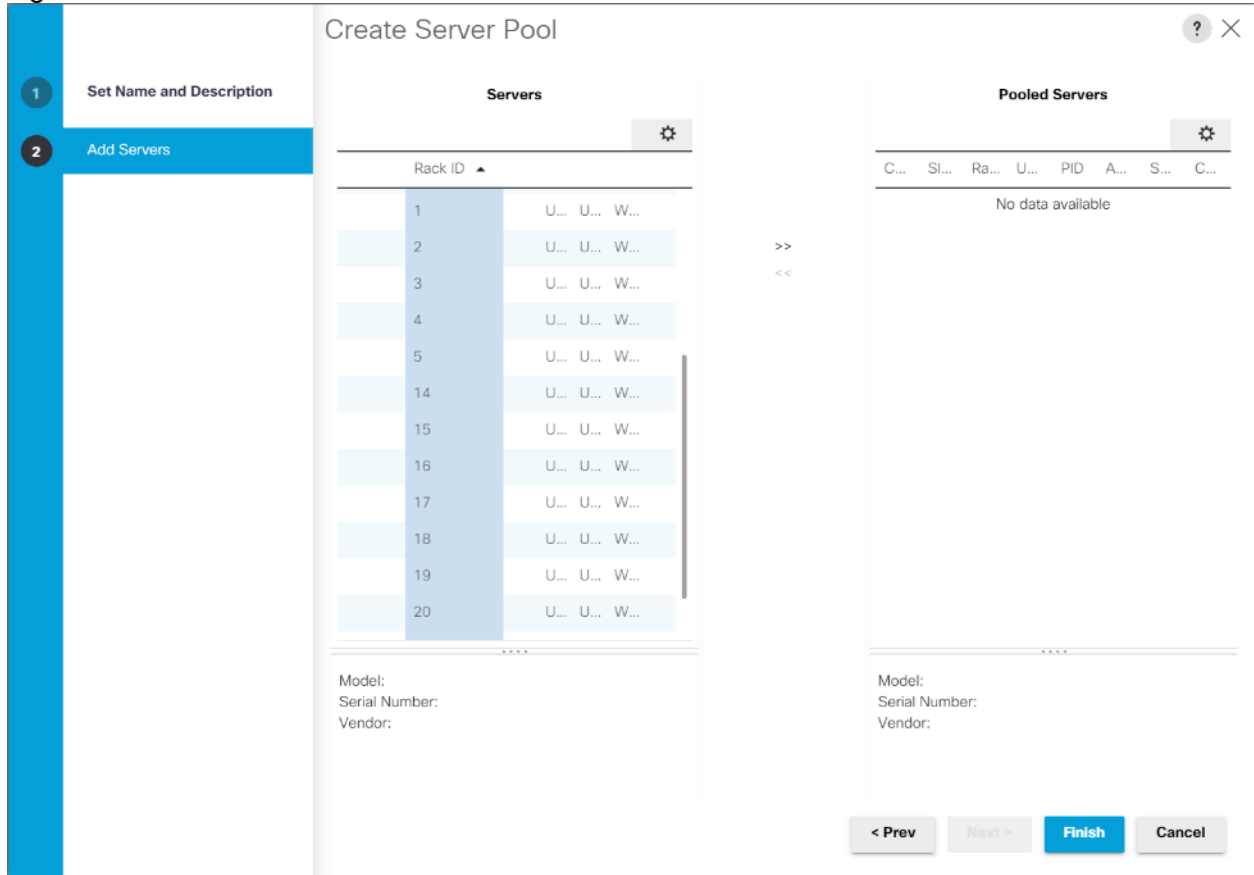 Create Server Pool
?
1 Set Name and Description
2 Add Servers
Servers
Rack ID
1 U... U... W...
2 U... U... W...
3 U... U... W...
4 U... U... W...
5 U... U... W...
14 U... U... W...
15 U... U... W...
16 U... U... W...
17 U... U... W...
18 U... U... W...
19 U... U... W...
20 U... U... W...
Model:
Serial Number:
Vendor:
>>
<<
Pooled Servers
C... Sl... Ra... U... PID A... S... C...
No data available
Model:
Serial Number:
Vendor:
< Prev Next > Finish Cancel